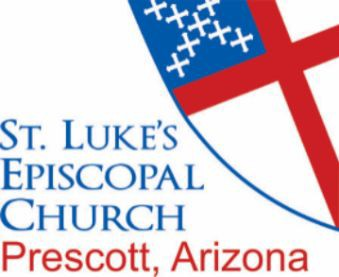 St. Luke's
Episcopal
Church
Prescott, Arizona